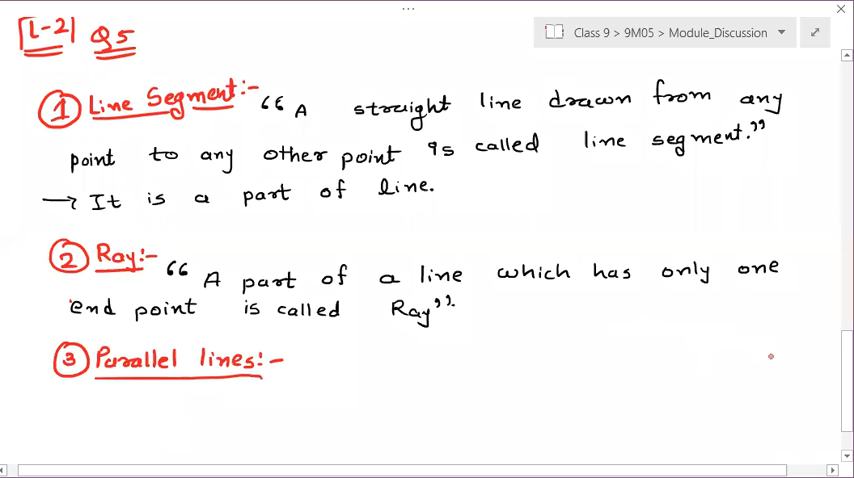 ...
[L-2] Q5
Class 9 > 9M05 > Module_Discussion
① Line Segment:- “ A straight line drawn from any
point to any other point is called line segment.”
→ It is a part of line.
② Ray:- “ A part of a line which has only one
end point is called Ray”.
③ Parallel lines:-